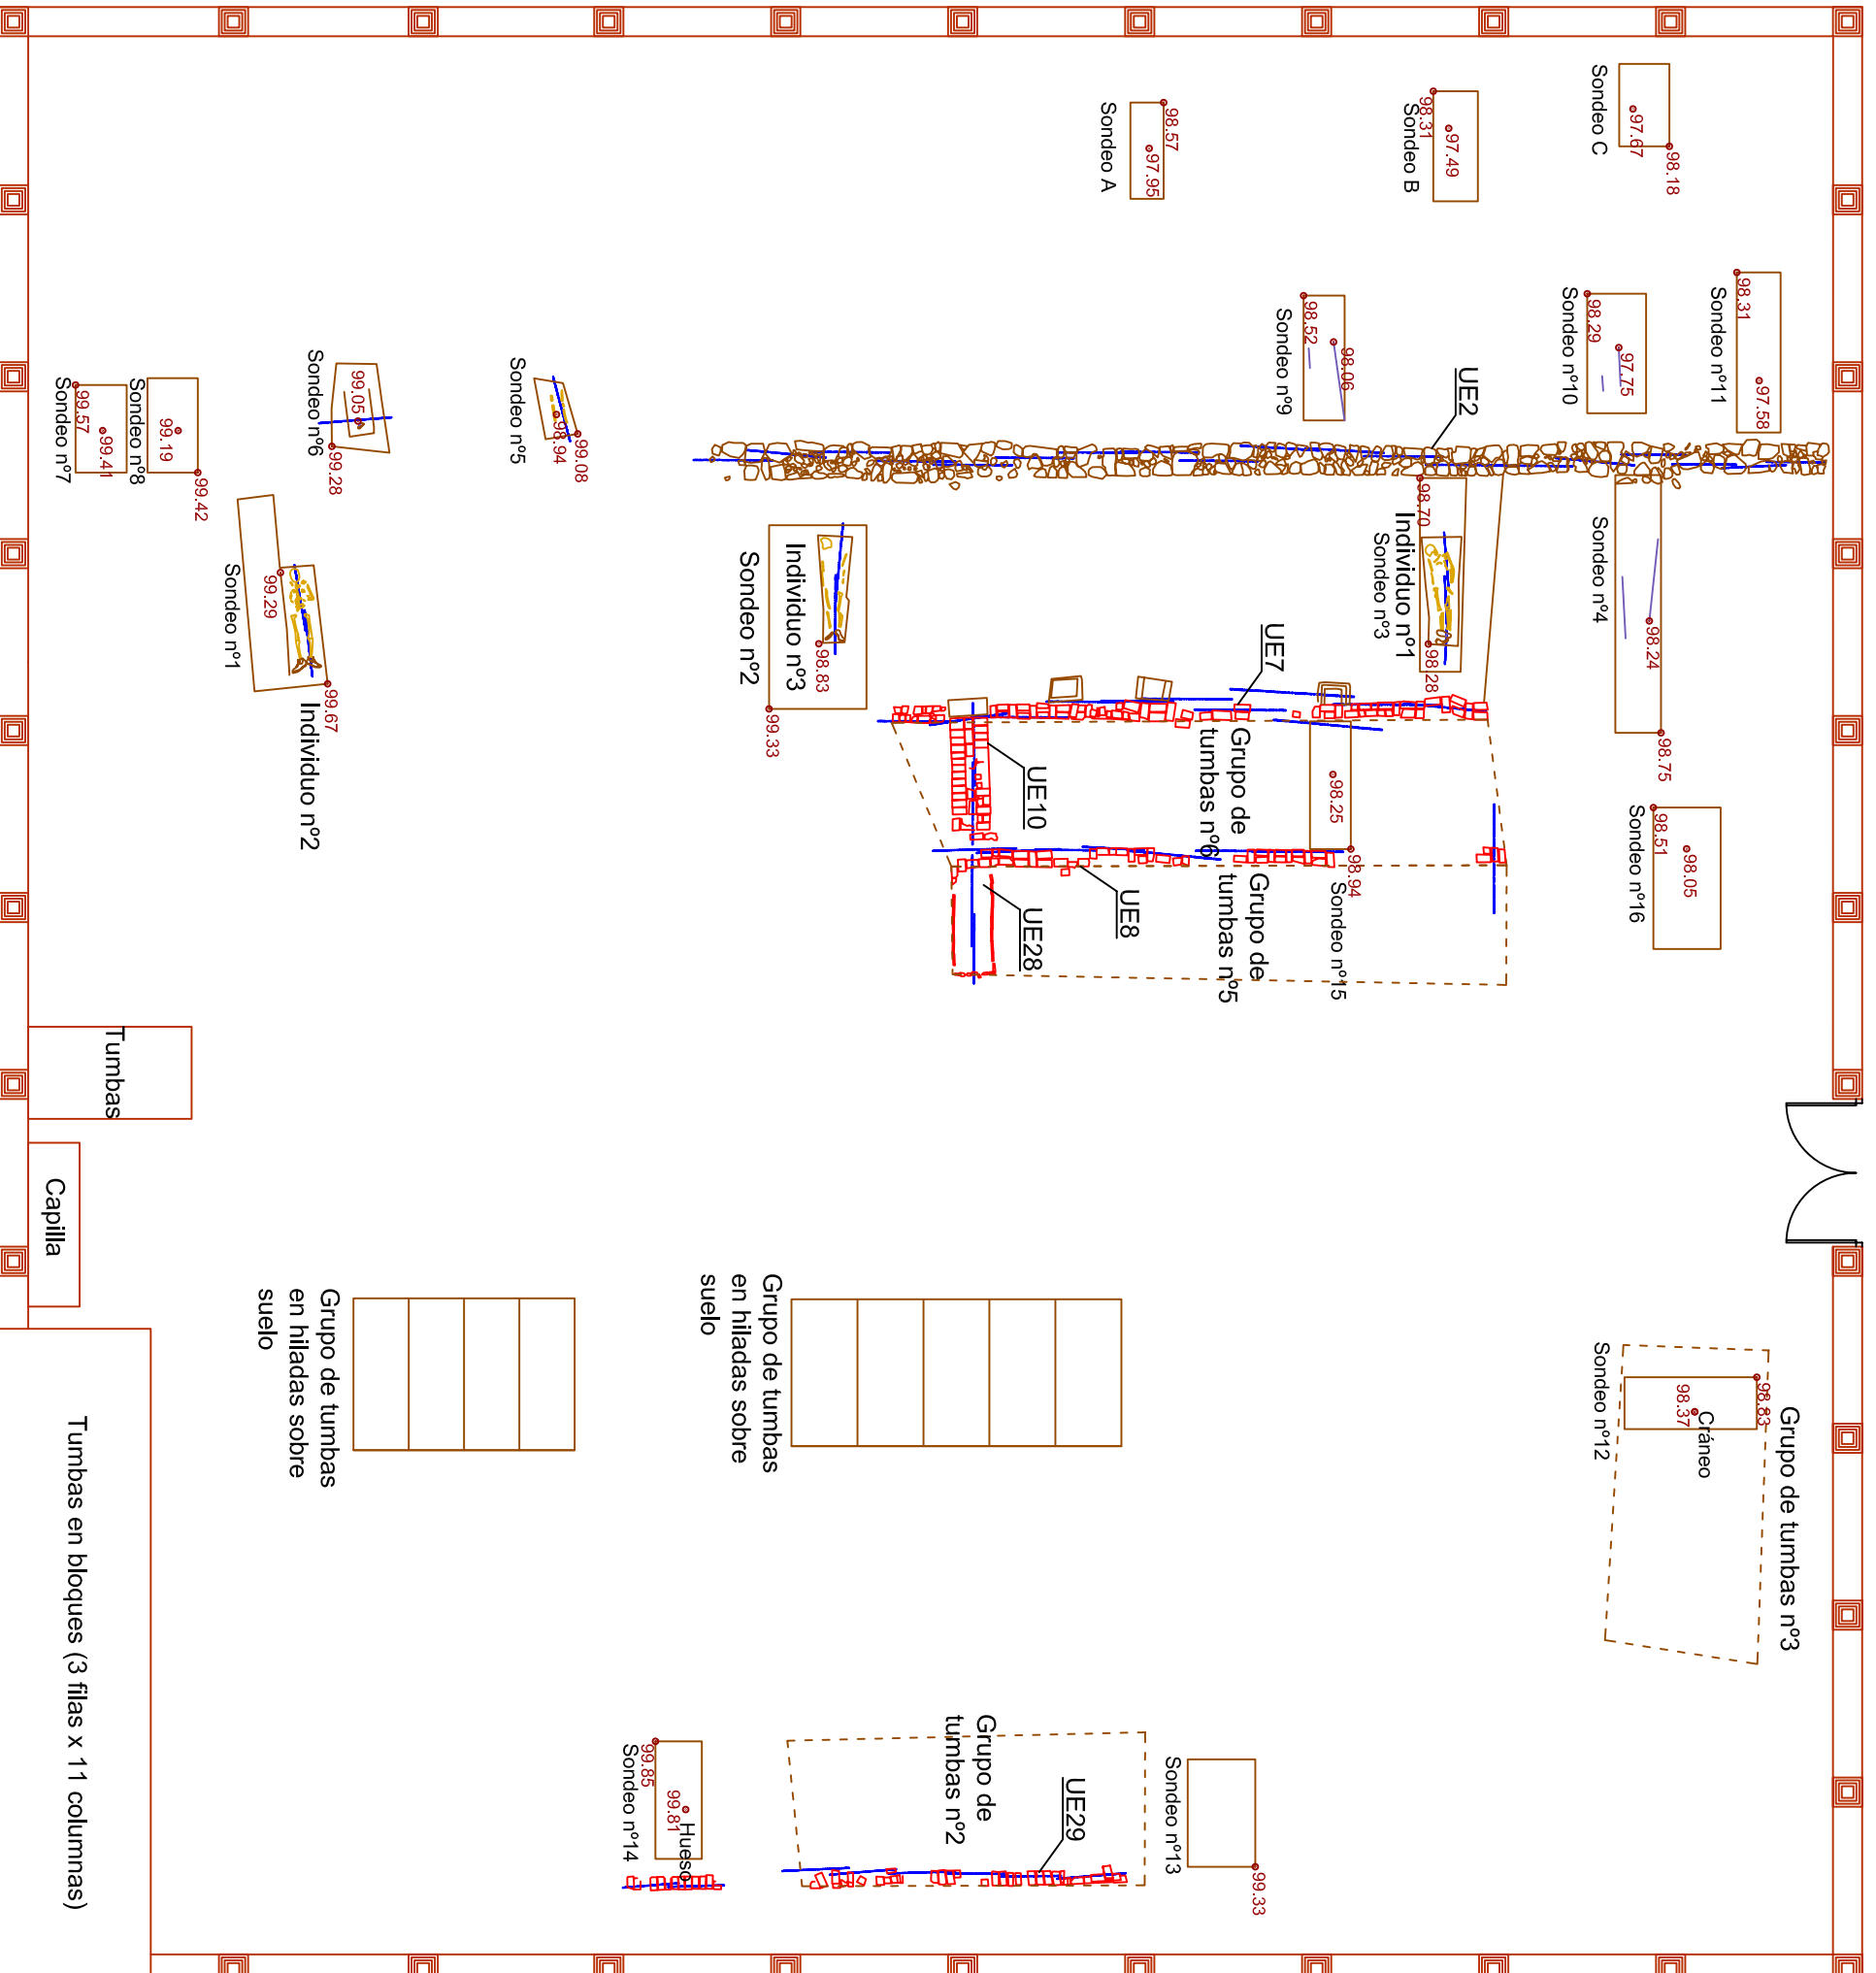 Sondeo C
97.67
98.18
Sondeo B
98.31
97.49
Sondeo A
98.57
97.95
Sondeo nº11
98.31
97.58
Sondeo nº10
98.29
97.75
Sondeo nº9
98.52
98.06
UE2
Sondeo nº5
98.94
99.08
Sondeo nº6
99.05
99.28
Sondeo nº8
99.19
99.42
Sondeo nº7
99.57
99.41
Sondeo nº4
98.24
98.75
98.70
Individuo nº1
Sondeo nº3
98.28
Individuo nº3
Sondeo nº2
98.83
99.33
Sondeo nº1
99.29
99.67
Individuo nº2
UE7
UE10
Grupo de
tumbas nº6
98.25
98.94
Sondeo nº15
Grupo de
tumbas nº5
UE8
UE28
Sondeo nº16
98.51
98.05
Tumbas
Capilla
Grupo de tumbas
en hiladas sobre
suelo
Grupo de tumbas
en hiladas sobre
suelo
Grupo de tumbas nº3
98.83
Cráneo
98.37
Sondeo nº12
Tumbas en bloques (3 filas x 11 columnas)
Grupo de
tumbas nº2
UE29
Sondeo nº13
99.33
Sondeo nº14
99.85
99.81
Hueso